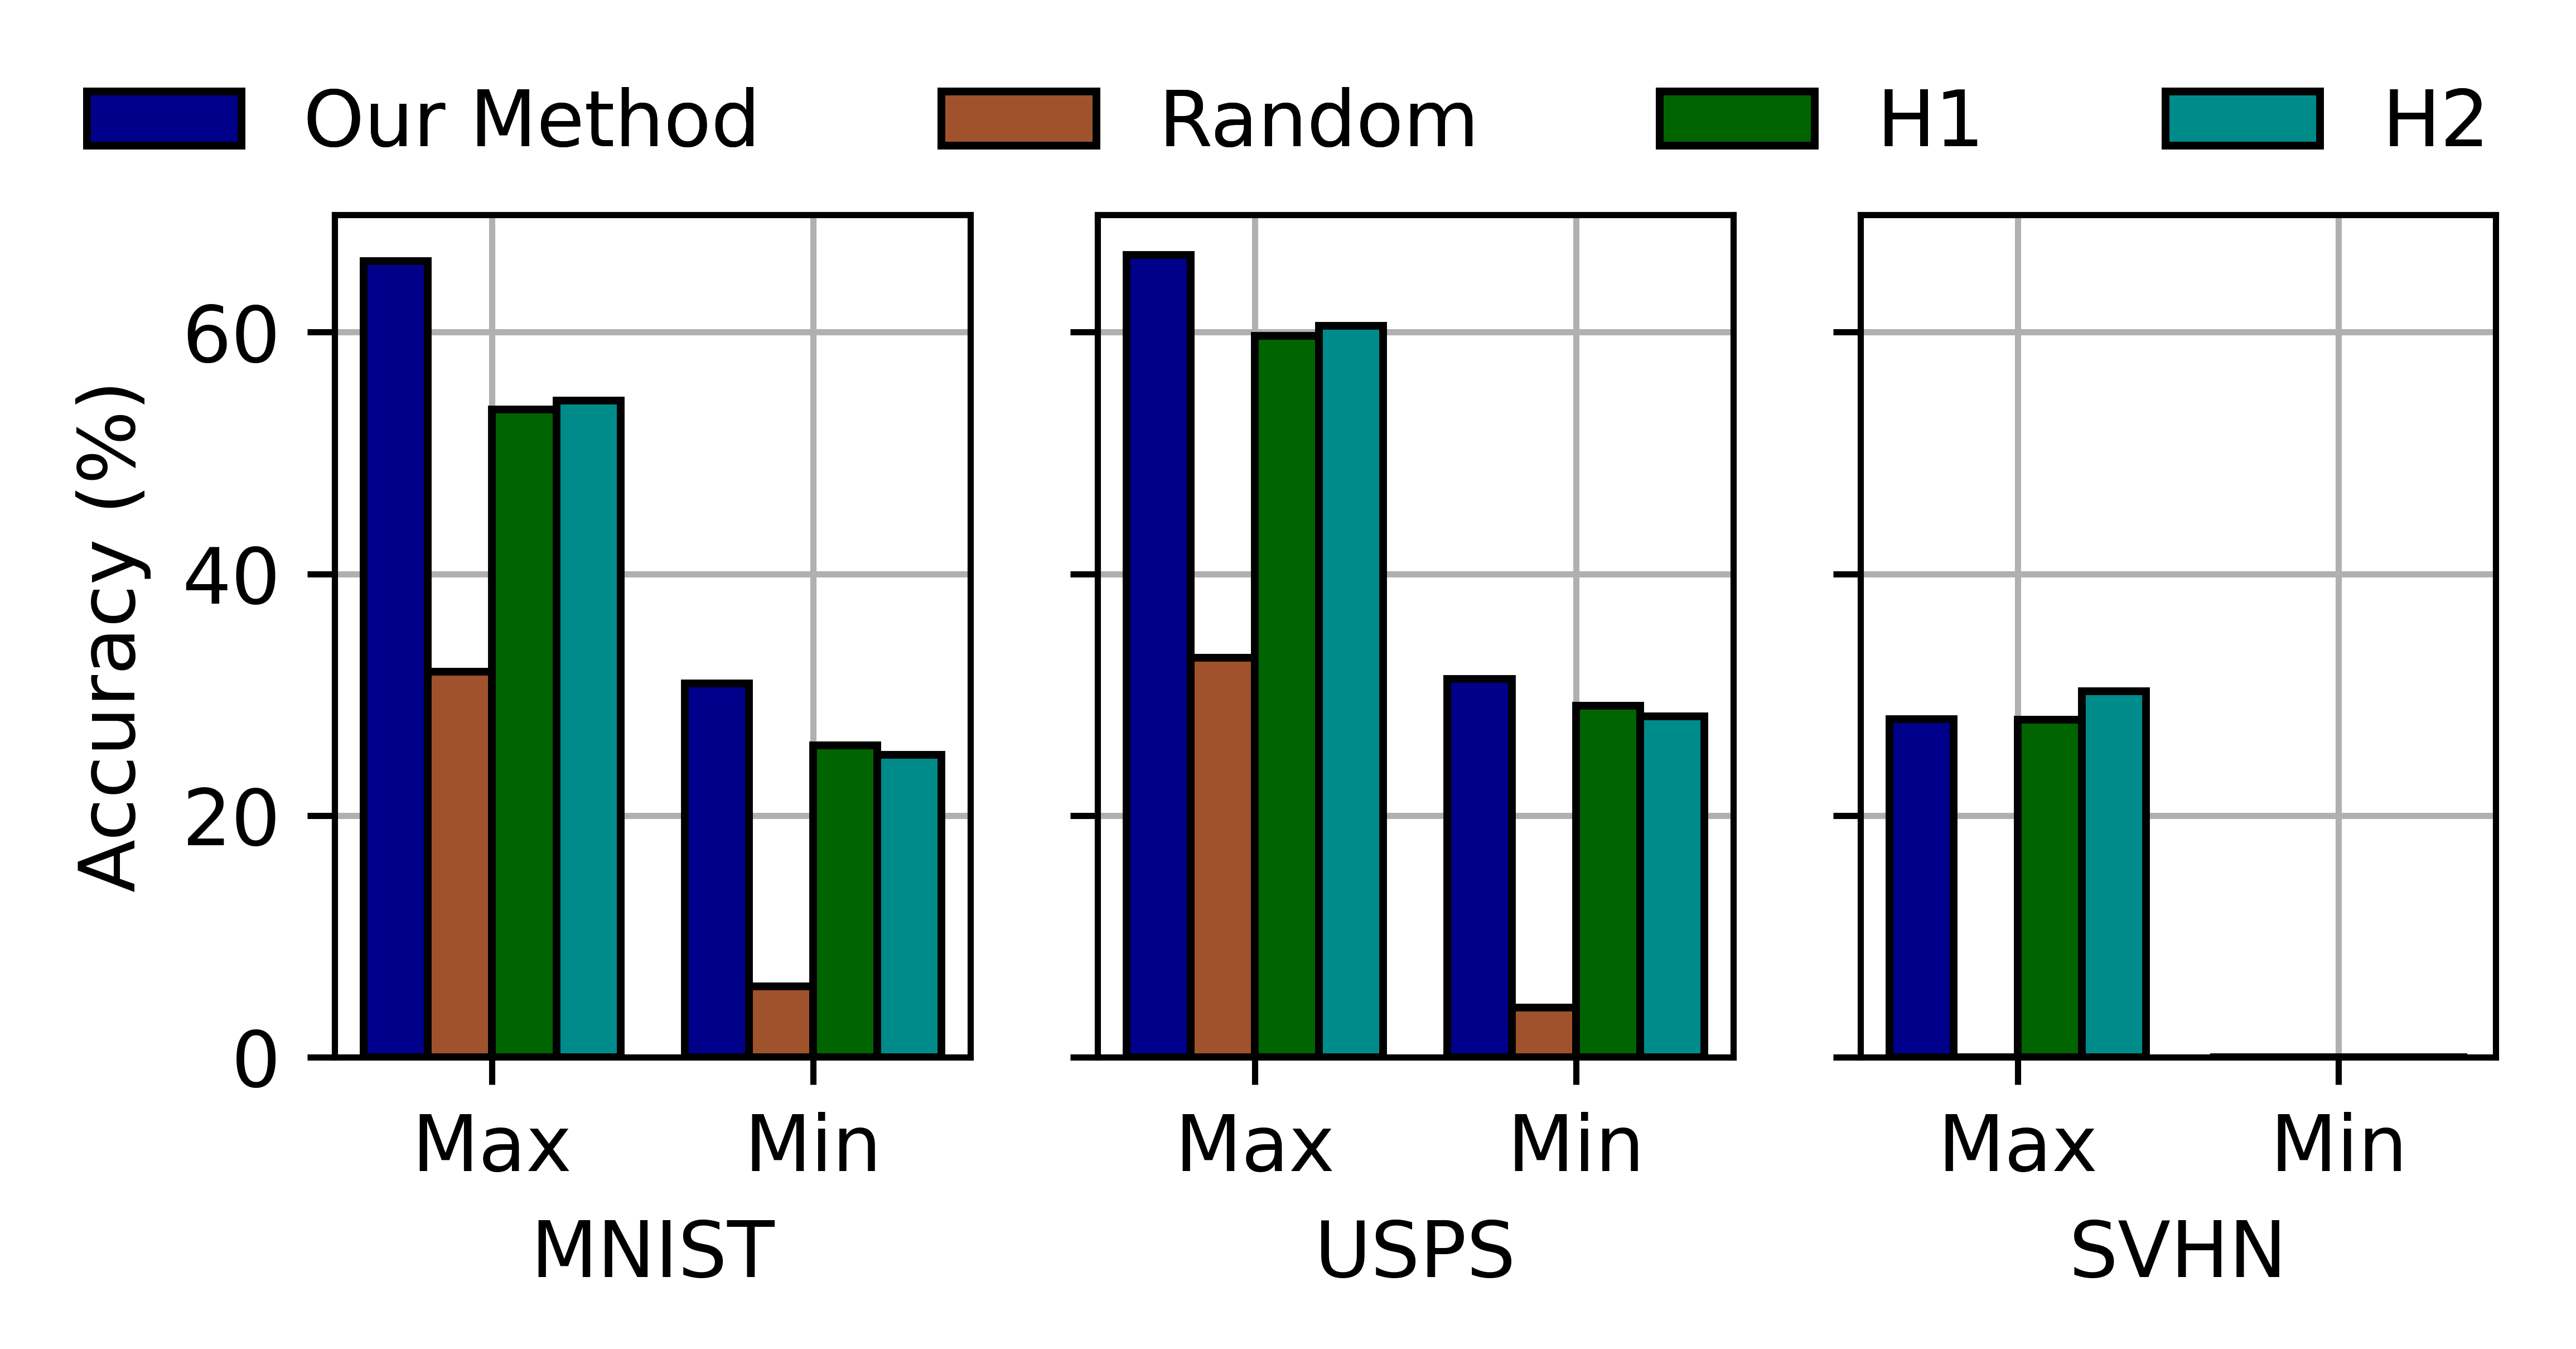 Our Method Random H1 H2
Accuracy (%)
60
40
20
0
Max Min Max Min Max Min
MNIST USPS SVHN